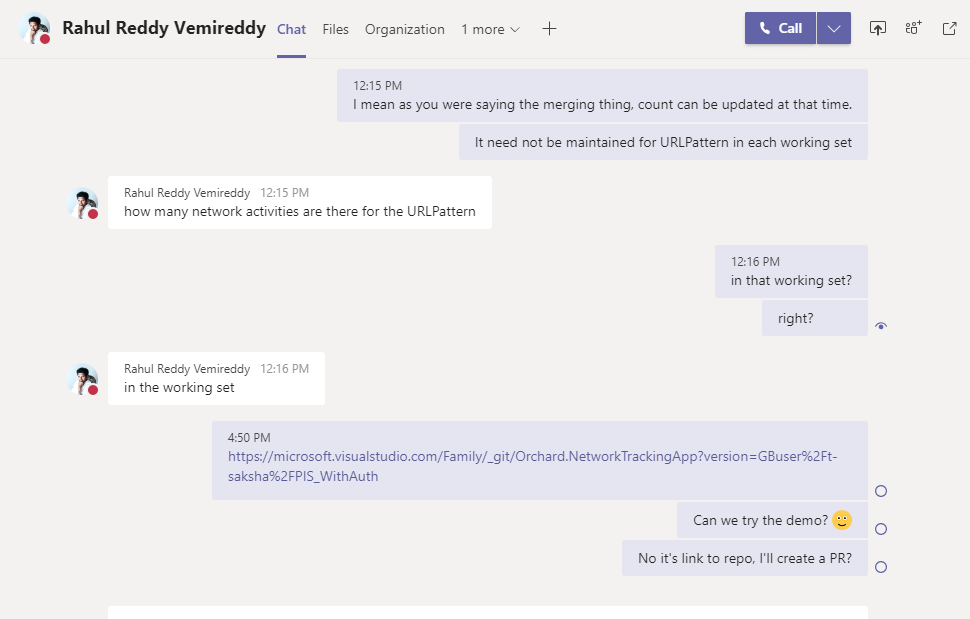 Rahul Reddy Vemireddy Chat Files Organization 1 more Call
12:15 PM
I mean as you were saying the merging thing, count can be updated at that time.
It need not be maintained for URLPattern in each working set
Rahul Reddy Vemireddy 12:15 PM
how many network activities are there for the URLPattern
12:16 PM
in that working set?
right?
Rahul Reddy Vemireddy 12:16 PM
in the working set
4:50 PM
https://microsoft.visualstudio.com/Family/_git/Orchard.NetworkTrackingApp?version=GBuser%2Ft-
saksha%2FPIS_WithAuth
Can we try the demo?
No it's link to repo, I'll create a PR?